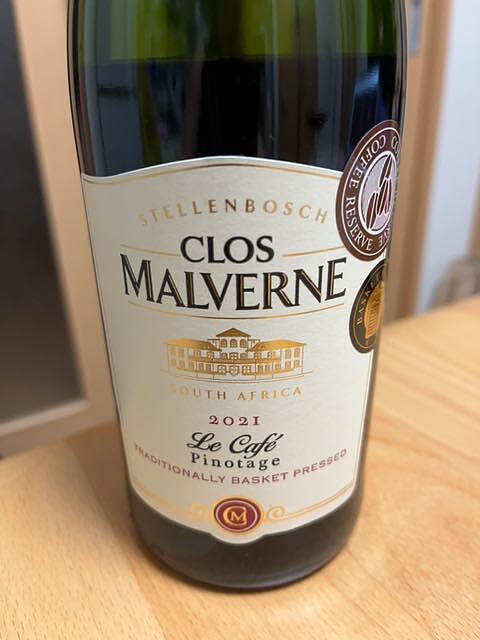 STELLENBOSCH
CLOS
MALVERNE
SOUTH AFRICA
2021
Le Café
Pinotage
TRADITIONALLY BASKET PRESSED
CM
COFFEE RESERVE